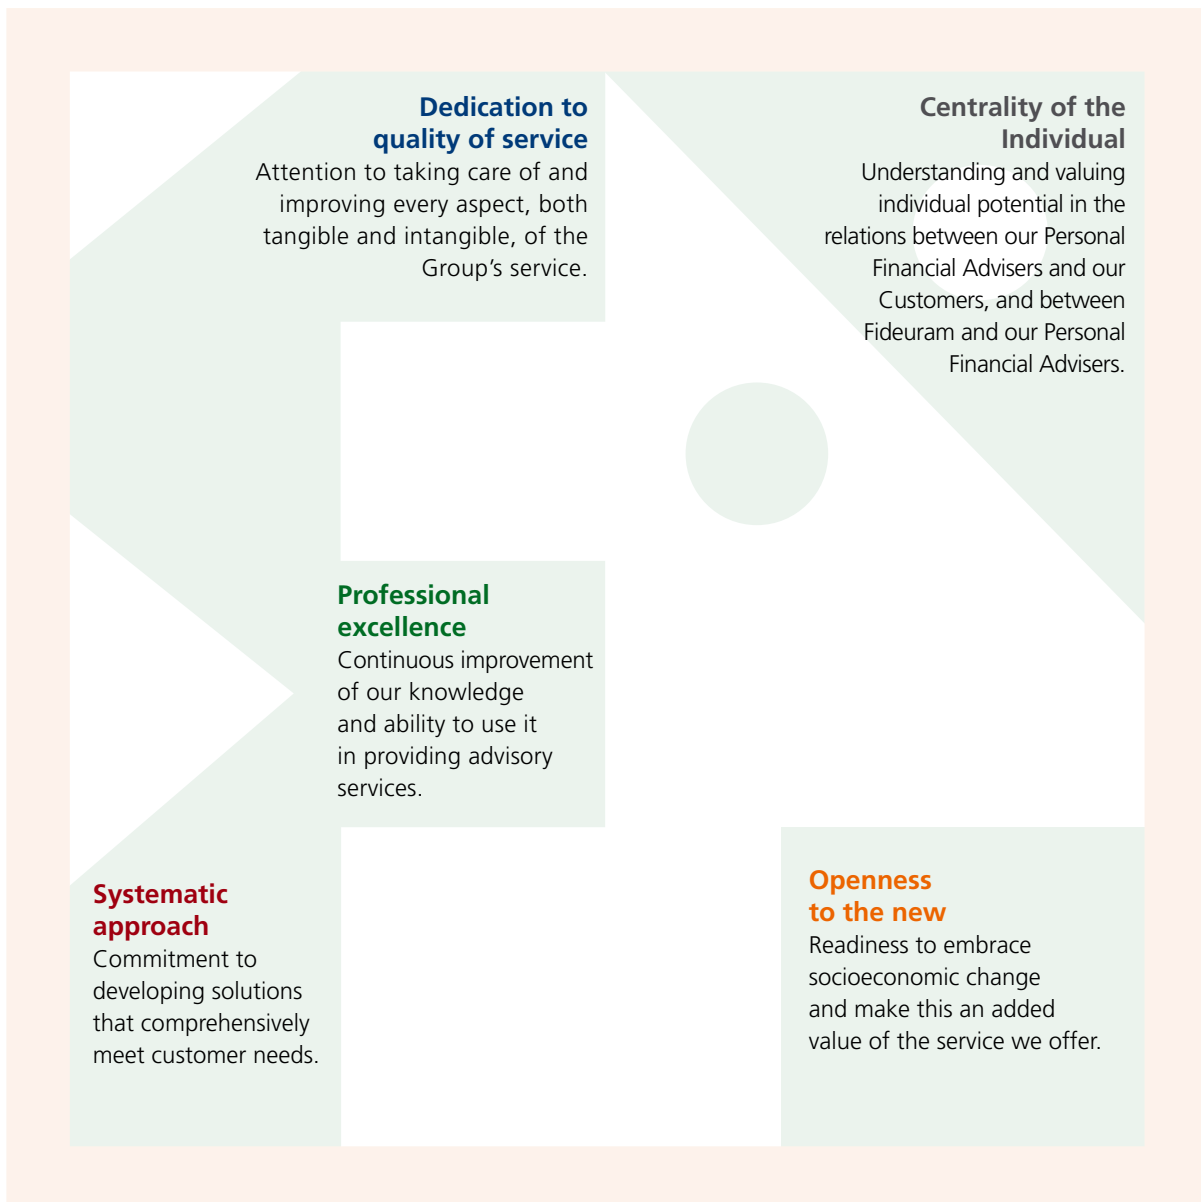 Dedication to
quality of service
Attention to taking care of and
improving every aspect, both
tangible and intangible, of the
Group’s service.
Centrality of the
Individual
Understanding and valuing
individual potential in the
relations between our Personal
Financial Advisers and our
Customers, and between
Fideuram and our Personal
Financial Advisers.
Professional
excellence
Continuous improvement
of our knowledge
and ability to use it
in providing advisory
services.
Systematic
approach
Commitment to
developing solutions
that comprehensively
meet customer needs.
Openness
to the new
Readiness to embrace
socioeconomic change
and make this an added
value of the service we offer.